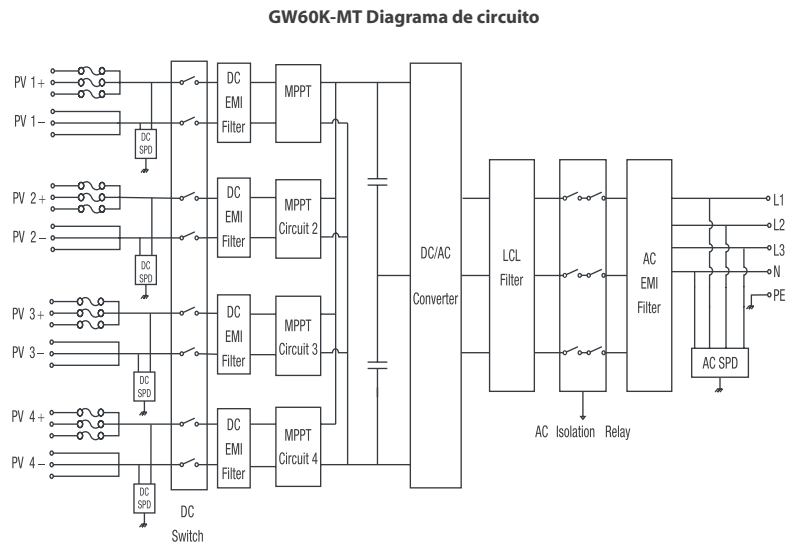 GW60K-MT Diagrama de circuito
PV 1+
PV 1–
DC
SPD
DC
EMI
Filter
MPPT
PV 2+
PV 2–
DC
SPD
DC
EMI
Filter
MPPT
Circuit 2
PV 3+
PV 3–
DC
SPD
DC
EMI
Filter
MPPT
Circuit 3
PV 4+
PV 4–
DC
SPD
DC
EMI
Filter
MPPT
Circuit 4
DC
Switch
DC/AC
Converter
LCL
Filter
AC Isolation Relay
AC
EMI
Filter
L1
L2
L3
N
PE
AC SPD